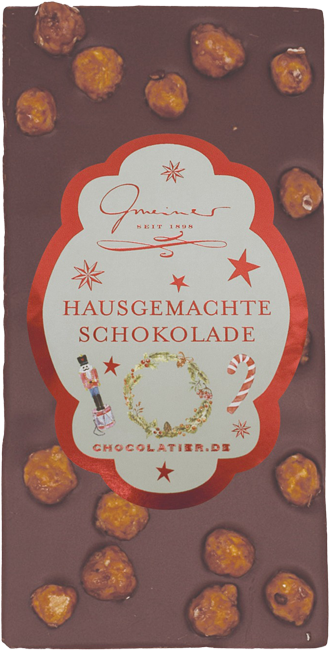 Gmeiner
SEIT 1898
HAUSGEMACHTE
SCHOKOLADE
CHOCOLATIER.DE